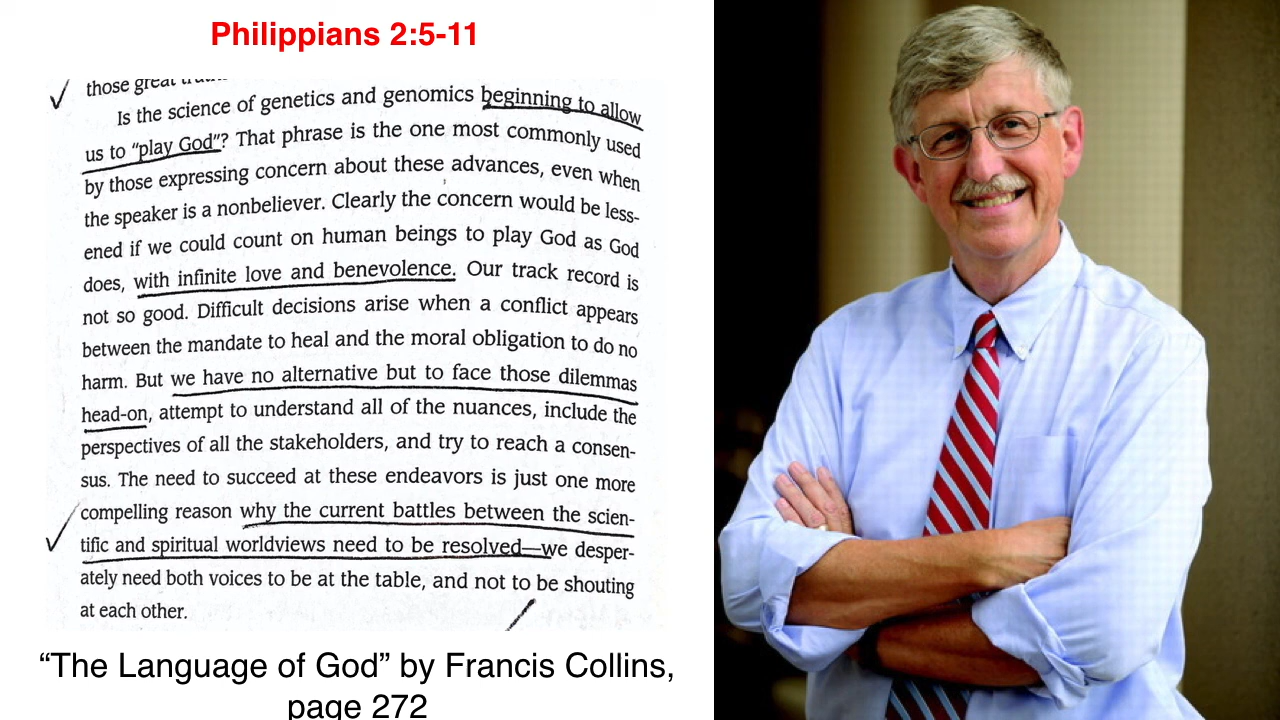 Philippians 2:5-11
those great
Is the science of genetics and genomics beginning to allow
us to “play God”? That phrase is the one most commonly used
by those expressing concern about these advances, even when
the speaker is a nonbeliever. Clearly the concern would be less-
ened if we could count on human beings to play God as God
does, with infinite love and benevolence. Our track record is
not so good. Difficult decisions arise when a conflict appears
between the mandate to heal and the moral obligation to do no
harm. But we have no alternative but to face those dilemmas
head-on, attempt to understand all of the nuances, include the
perspectives of all the stakeholders, and try to reach a consen-
sus. The need to succeed at these endeavors is just one more
compelling reason why the current battles between the scien-
tific and spiritual worldviews need to be resolved—we desper-
ately need both voices to be at the table, and not to be shouting
at each other.
“The Language of God” by Francis Collins,
page 272